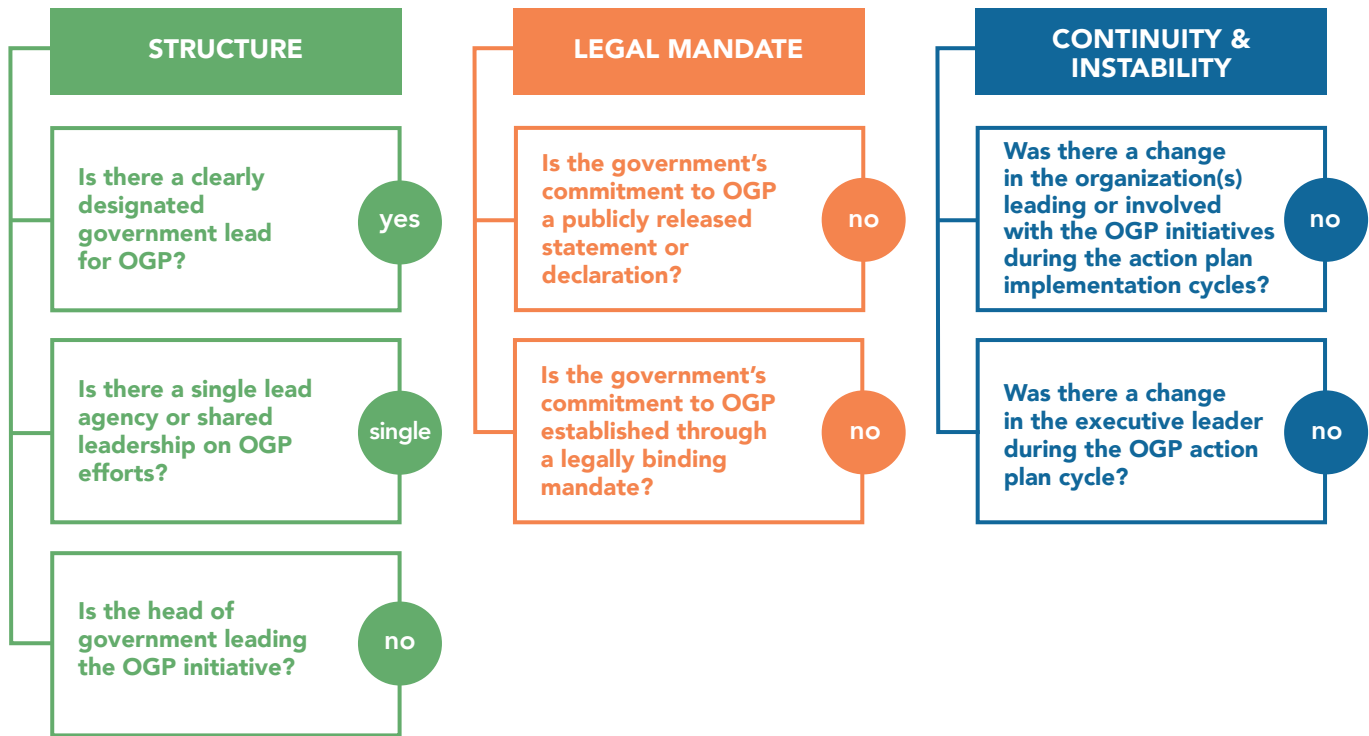 STRUCTURE
Is there a clearly
designated
government lead
for OGP?
yes
Is there a single lead
agency or shared
leadership on OGP
efforts?
single
Is the head of
government leading
the OGP initiative?
no
LEGAL MANDATE
Is the government’s
commitment to OGP
a publicly released
statement or
declaration?
no
Is the government’s
commitment to OGP
established through
a legally binding
mandate?
no
CONTINUITY &
INSTABILITY
Was there a change
in the organization(s)
leading or involved
with the OGP initiatives
during the action plan
implementation cycles?
no
Was there a change
in the executive leader
during the OGP action
plan cycle?
no